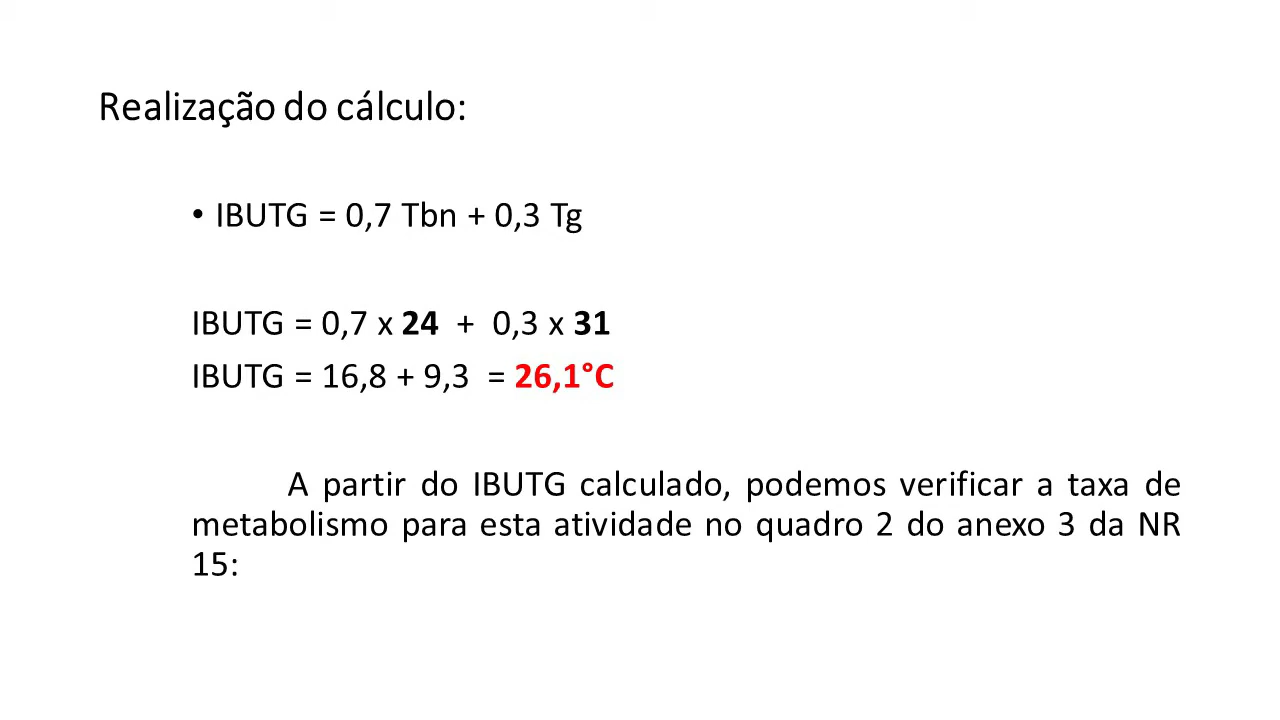 Realização do cálculo:
• IBUTG = 0,7 Tbn + 0,3 Tg
IBUTG = 0,7 x 24 + 0,3 x 31
IBUTG = 16,8 + 9,3 = 26,1°C
A partir do IBUTG calculado, podemos verificar a taxa de
metabolismo para esta atividade no quadro 2 do anexo 3 da NR
15: